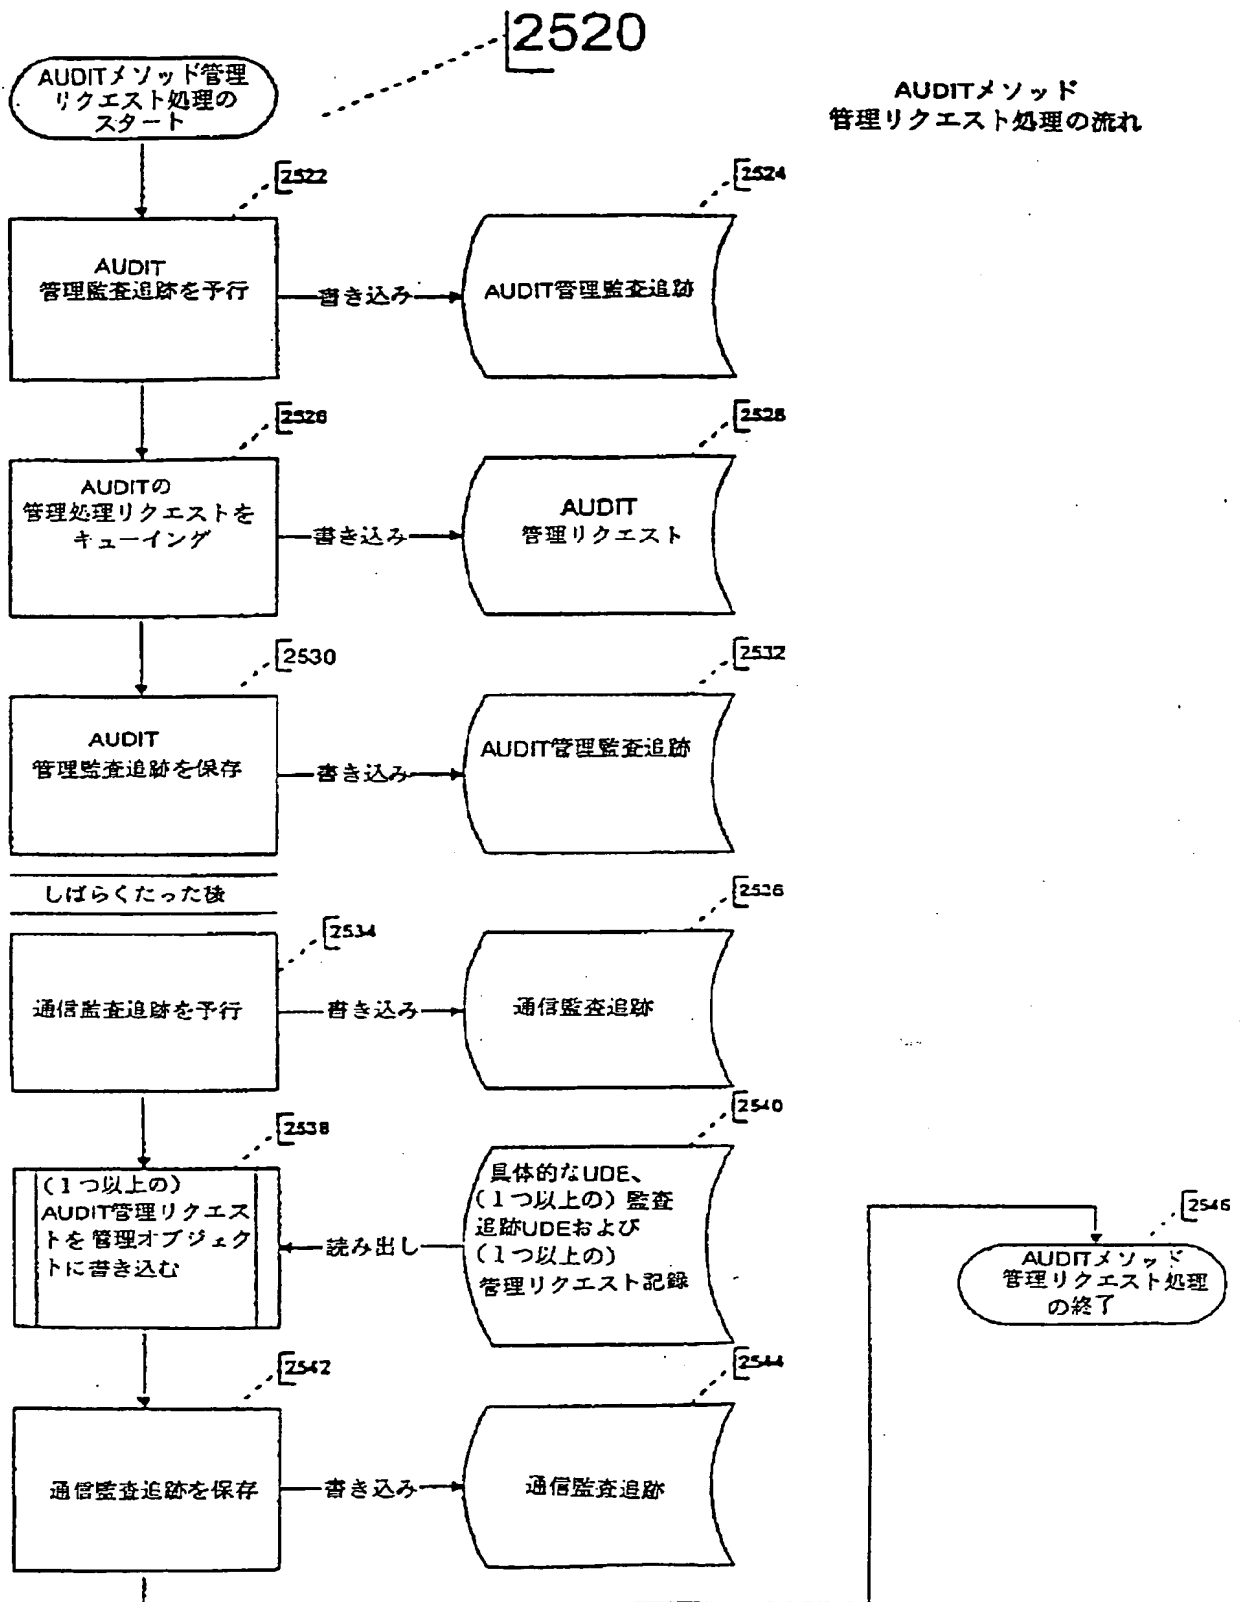 2520
AUDITメソッド管理
リクエスト処理の
スタート
AUDITメソッド
管理リクエスト処理の流れ
2522
2524
AUDIT
管理監査追跡を予行
書き込み
AUDIT管理監査追跡
2526
2528
AUDITの
管理処理リクエストを
キューイング
書き込み
AUDIT
管理リクエスト
2530
2532
AUDIT
管理監査追跡を保存
書き込み
AUDIT管理監査追跡
しばらくたった後
2534
2536
通信監査追跡を予行
書き込み
通信監査追跡
2538
2540
(1つ以上の)
AUDIT管理リクエス
トを管理オブジェク
トに書き込む
読み出し
具体的なUDE、
(1つ以上の)監査
追跡UDEおよび
(1つ以上の)
管理リクエスト記録
2546
AUDITメソッド
管理リクエスト処理
の終了
2542
2544
通信監査追跡を保存
書き込み
通信監査追跡